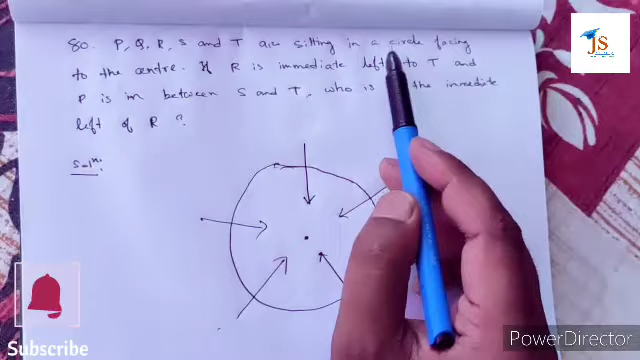 80. P, Q, R, S and T are sitting in a circle facing
to the centre. If R is immediate left to T and
P is in between S and T, who is the immediate
left of R ?
Solⁿ:
JS
Subscribe
PowerDirector